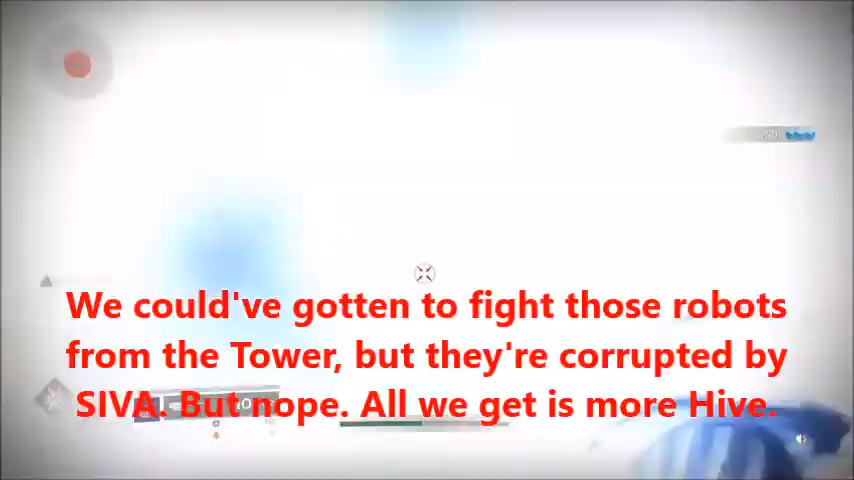 We could've gotten to fight those robots
from the Tower, but they're corrupted by
SIVA. But nope. All we get is more Hive.